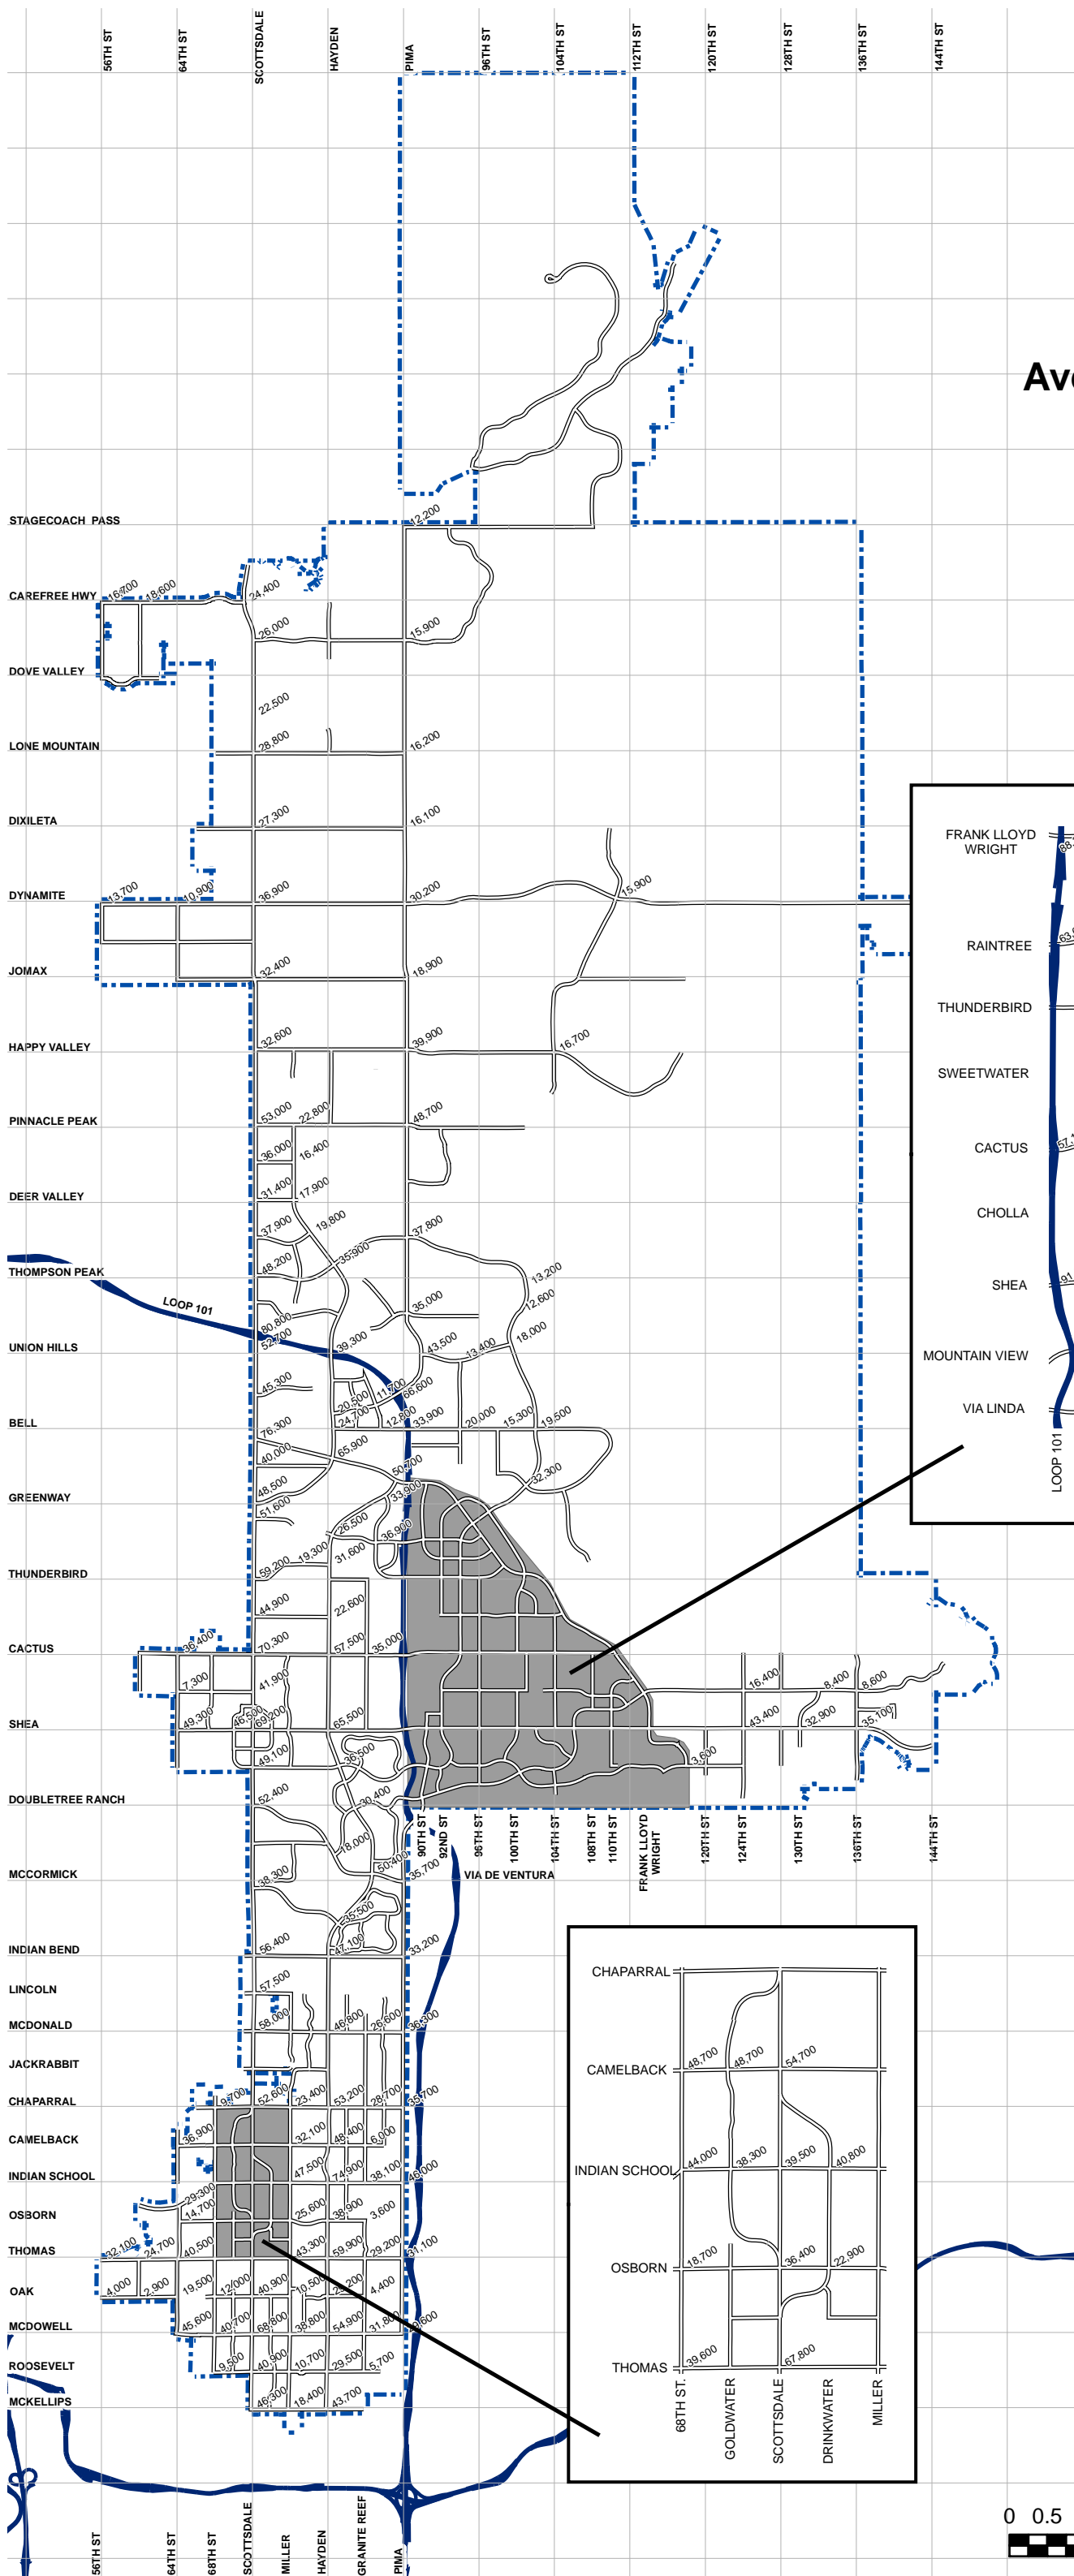 56TH ST
64TH ST
SCOTTSDALE
HAYDEN
PIMA
96TH ST
104TH ST
112TH ST
120TH ST
128TH ST
136TH ST
144TH ST
STAGECOACH PASS
12,200
CAREFREE HWY
18,600
24,400
26,000
15,900
DOVE VALLEY
22,500
LONE MOUNTAIN
28,800
16,200
DIXILETA
27,300
16,100
DYNAMITE
13,700
10,900
36,900
30,200
15,900
JOMAX
32,400
18,900
HAPPY VALLEY
32,600
39,900
16,700
PINNACLE PEAK
53,000
22,800
48,700
36,000
16,400
DEER VALLEY
31,400
17,900
37,900
19,800
35,900
37,800
THOMPSON PEAK
48,200
13,200
LOOP 101
35,000
12,600
80,800
52,700
UNION HILLS
39,300
43,500
13,400
18,000
45,300
20,500
11,700
66,600
BELL
76,300
24,700
12,800
33,900
20,000
15,300
19,500
40,000
65,900
50,700
32,300
GREENWAY
48,500
33,900
51,600
26,500
36,900
THUNDERBIRD
59,200
19,300
31,600
44,900
22,600
CACTUS
36,400
70,300
57,500
35,000
7,300
41,900
16,400
8,400
8,600
SHEA
49,300
46,500
69,200
65,500
43,400
32,900
35,100
49,100
36,500
3,600
DOUBLETREE RANCH
52,400
30,400
90TH ST
92ND ST
96TH ST
100TH ST
104TH ST
108TH ST
110TH ST
FRANK LLOYD
WRIGHT
120TH ST
124TH ST
130TH ST
136TH ST
144TH ST
18,000
MCCORMICK
38,300
50,400
35,700
VIA DE VENTURA
35,500
INDIAN BEND
56,400
47,100
33,200
LINCOLN
57,500
MCDONALD
58,000
46,800
26,600
36,300
JACKRABBIT
CHAPARRAL
9,700
52,600
23,400
53,200
28,700
35,700
CAMELBACK
36,900
32,100
48,400
6,000
INDIAN SCHOOL
47,500
74,900
38,100
46,000
29,300
OSBORN
14,700
25,600
38,900
3,600
THOMAS
32,100
24,700
40,500
43,300
59,900
29,200
31,100
OAK
4,000
2,900
19,500
12,000
40,900
10,500
4,400
MCDOWELL
45,600
40,700
68,800
38,800
54,900
31,800
ROOSEVELT
9,500
40,900
10,700
29,500
5,700
MCKELLIPS
46,300
18,400
43,700
56TH ST
64TH ST
68TH ST
SCOTTSDALE
MILLER
HAYDEN
GRANITE REEF
PIMA
FRANK LLOYD
WRIGHT
RAINTREE
THUNDERBIRD
SWEETWATER
CACTUS
CHOLLA
SHEA
MOUNTAIN VIEW
VIA LINDA
LOOP 101
CHAPARRAL
CAMELBACK
48,700
48,700
54,700
INDIAN SCHOOL
44,000
38,300
39,500
40,800
OSBORN
18,700
36,400
22,900
THOMAS
39,600
67,800
68TH ST.
GOLDWATER
SCOTTSDALE
DRINKWATER
MILLER
0 0.5